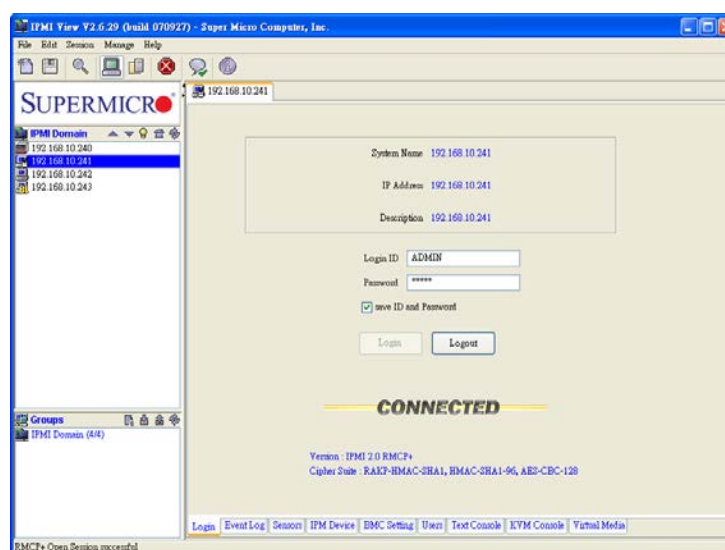 IPMI View V2.6.29 (build 070927) - Super Micro Computer, Inc.
File Edit Session Manage Help
SUPERMICRO
192.168.10.241
IPMI Domain
192.168.10.240
192.168.10.241
192.168.10.242
192.168.10.243
System Name 192.168.10.241
IP Address 192.168.10.241
Description 192.168.10.241
Login ID ADMIN
Password *****
save ID and Password
Login Logout
CONNECTED
Groups
IPMI Domain (4/4)
Version : IPMI 2.0 RMCP+
Cipher Suite : RAKP-HMAC-SHA1, HMAC-SHA1-96, AES-CBC-128
Login Event Log Sensors IPM Device BMC Setting Users Text Console KVM Console Virtual Media
RMCP+ Open Session successful